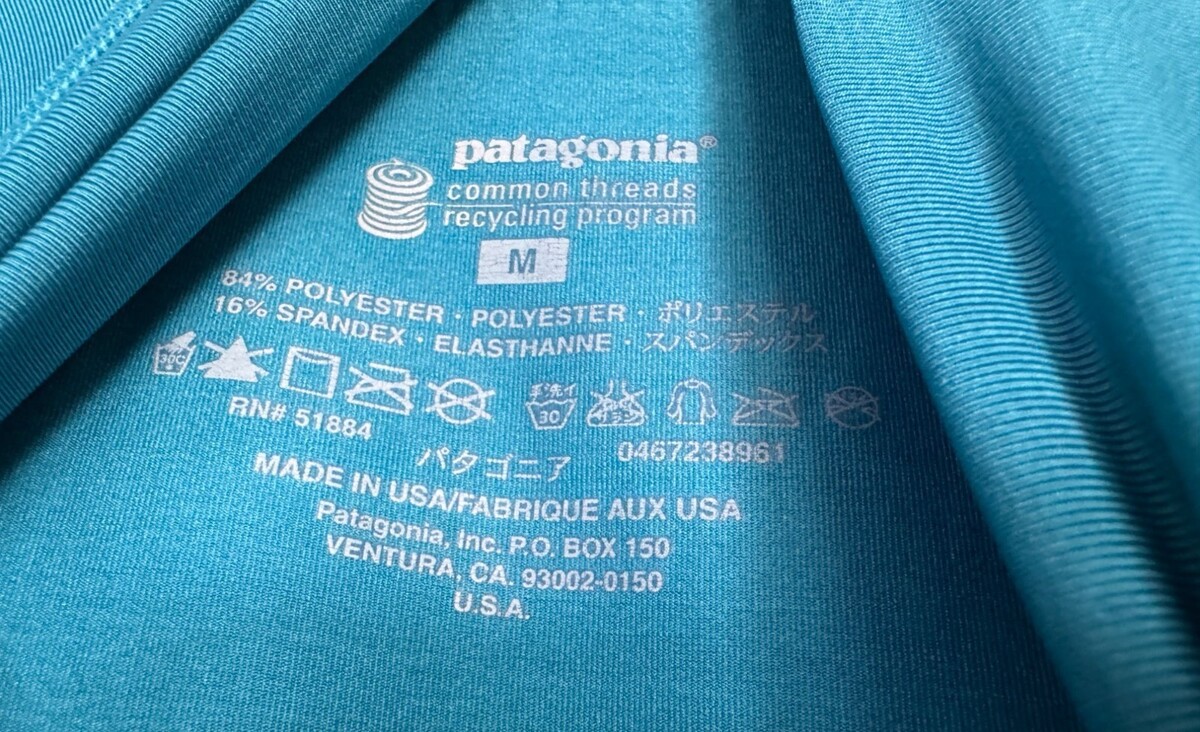 patagonia®
common threads
recycling program
M
84% POLYESTER · POLYESTER · ポリエステル
16% SPANDEX · ELASTHANNE · スパンデックス
30C 手洗イ 30
RN# 51884
パタゴニア 0467238961
MADE IN USA/FABRIQUE AUX USA
Patagonia, Inc. P.O. BOX 150
VENTURA, CA. 93002-0150
U.S.A.